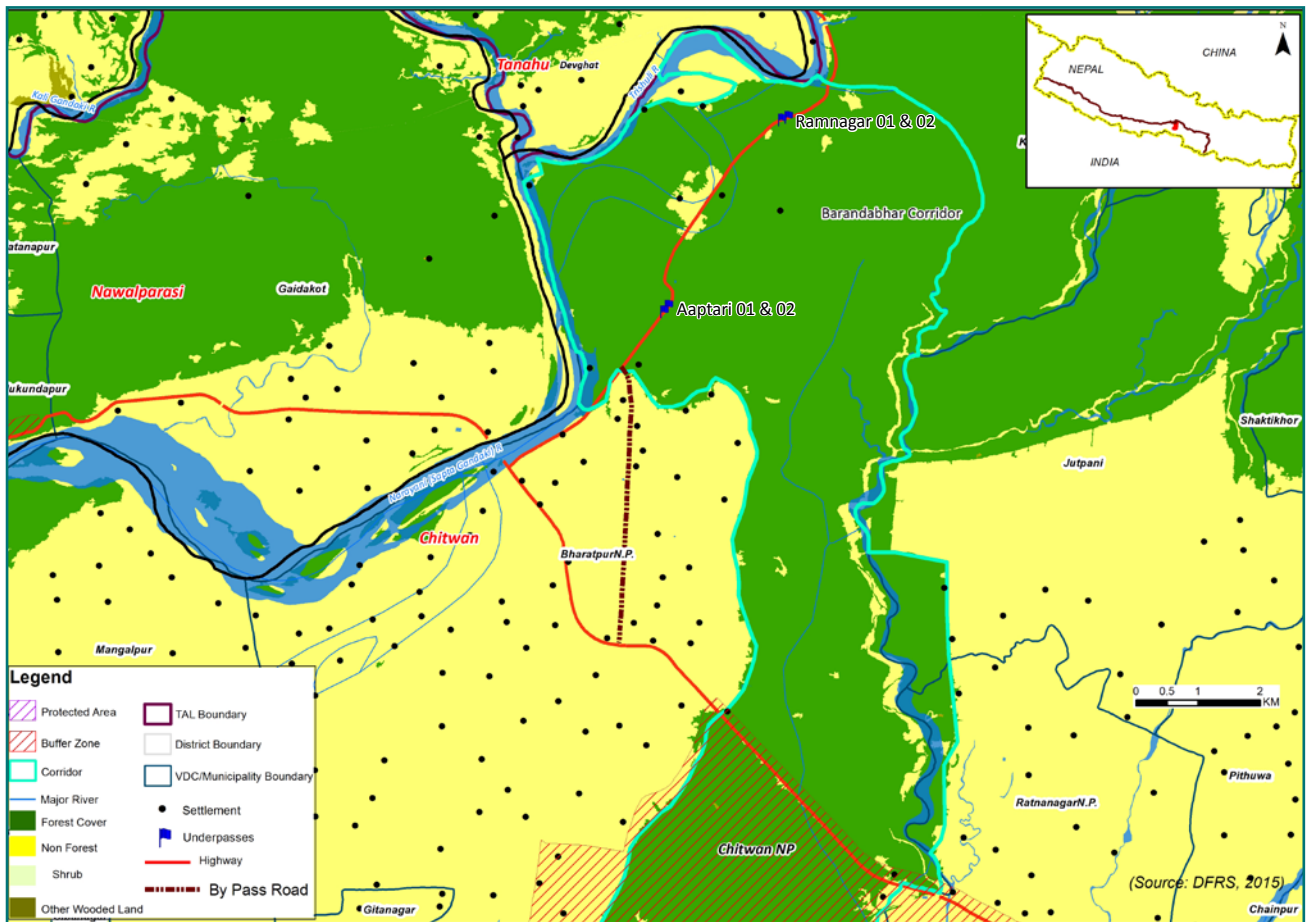 Tanahu
Devghat
Trishuli R
Kali Gandaki R
N
CHINA
NEPAL
INDIA
Ramnagar 01 & 02
K
Barandabhar Corridor
atanapur
Nawalparasi
Gaidakot
Aaptari 01 & 02
ukundapur
Shaktikhor
Jutpani
Narayani (Sapta Gandaki) R
Chitwan
BharatpurN.P.
Mangalpur
0 0.5 1 2
KM
Pithuwa
RatnanagarN.P.
Chitwan NP
(Source: DFRS, 2015)
Chainpur
Gitanagar
Legend
Protected Area
Buffer Zone
Corridor
Major River
Forest Cover
Non Forest
Shrub
Other Wooded Land
TAL Boundary
District Boundary
VDC/Municipality Boundary
Settlement
Underpasses
Highway
By Pass Road